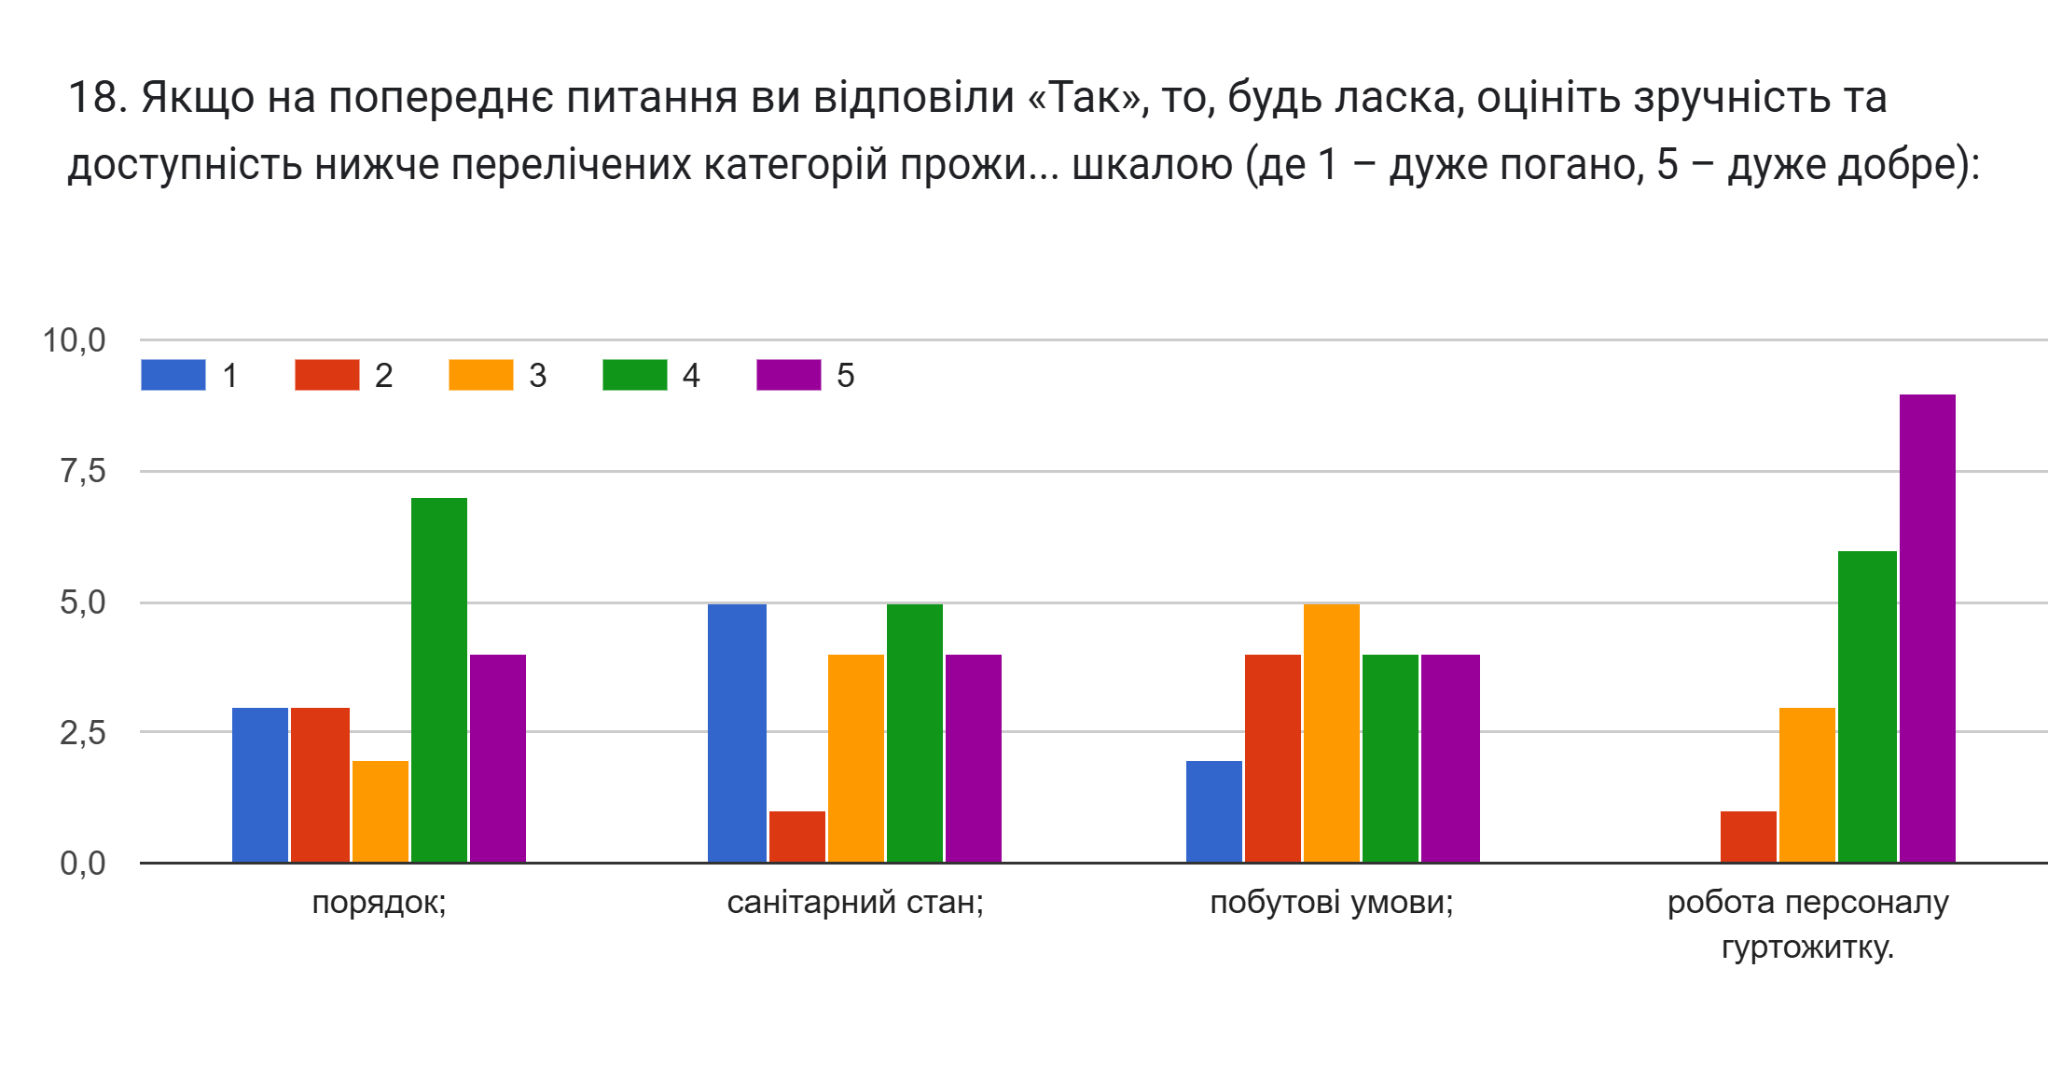 18. Якщо на попереднє питання ви відповіли «Так», то, будь ласка, оцініть зручність та
доступність нижче перелічених категорій прожи... шкалою (де 1 – дуже погано, 5 – дуже добре):
10,0
1 2 3 4 5
7,5
5,0
2,5
0,0
порядок; санітарний стан; побутові умови; робота персоналу
гуртожитку.